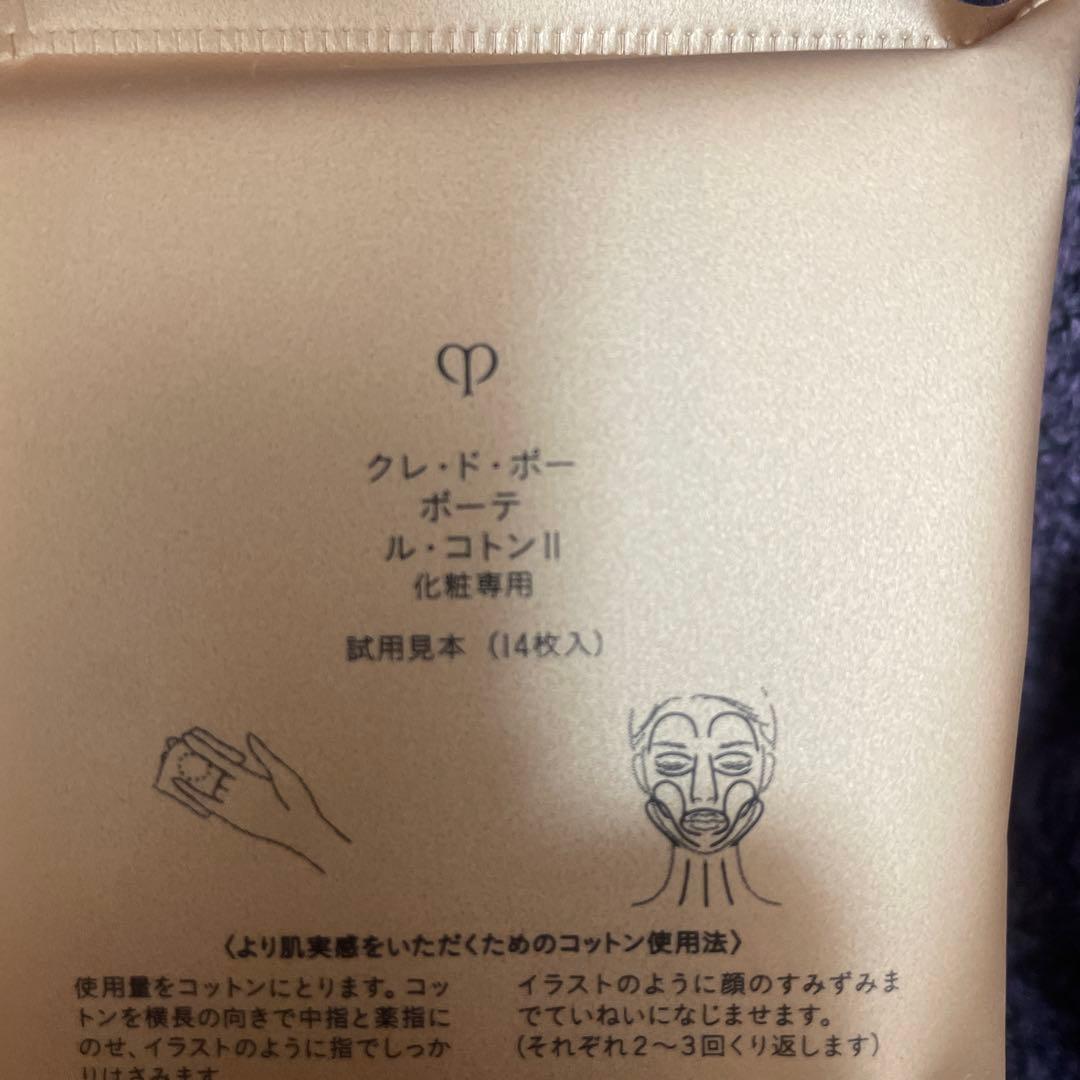 クレ・ド・ポー
ボーテ
ル・コトンⅡ
化粧専用
試用見本（14枚入）
〈より肌実感をいただくためのコットン使用法〉
使用量をコットンにとります。コッ
トンを横長の向きで中指と薬指に
のせ、イラストのように指でしっか
りはさみます
イラストのように顔のすみずみま
でていねいになじませます。
（それぞれ2〜3回くり返します）